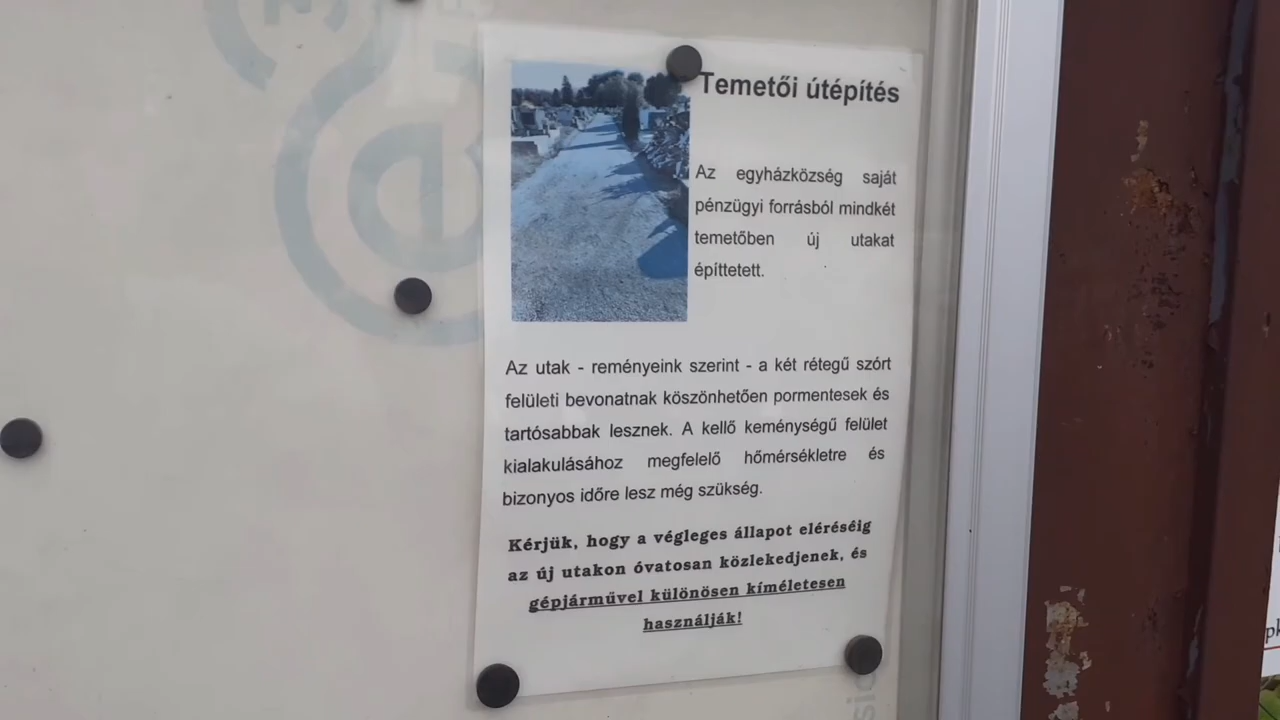 Temetői útépítés
Az egyházközség saját
pénzügyi forrásból mindkét
temetőben új utakat
építtetett.
Az utak - reményeink szerint - a két rétegű szórt
felületi bevonatnak köszönhetően pormentesek és
tartósabbak lesznek. A kellő keménységű felület
kialakulásához megfelelő hőmérsékletre és
bizonyos időre lesz még szükség.
Kérjük, hogy a végleges állapot eléréséig
az új utakon óvatosan közlekedjenek, és
gépjárművel különösen kíméletesen
használják!